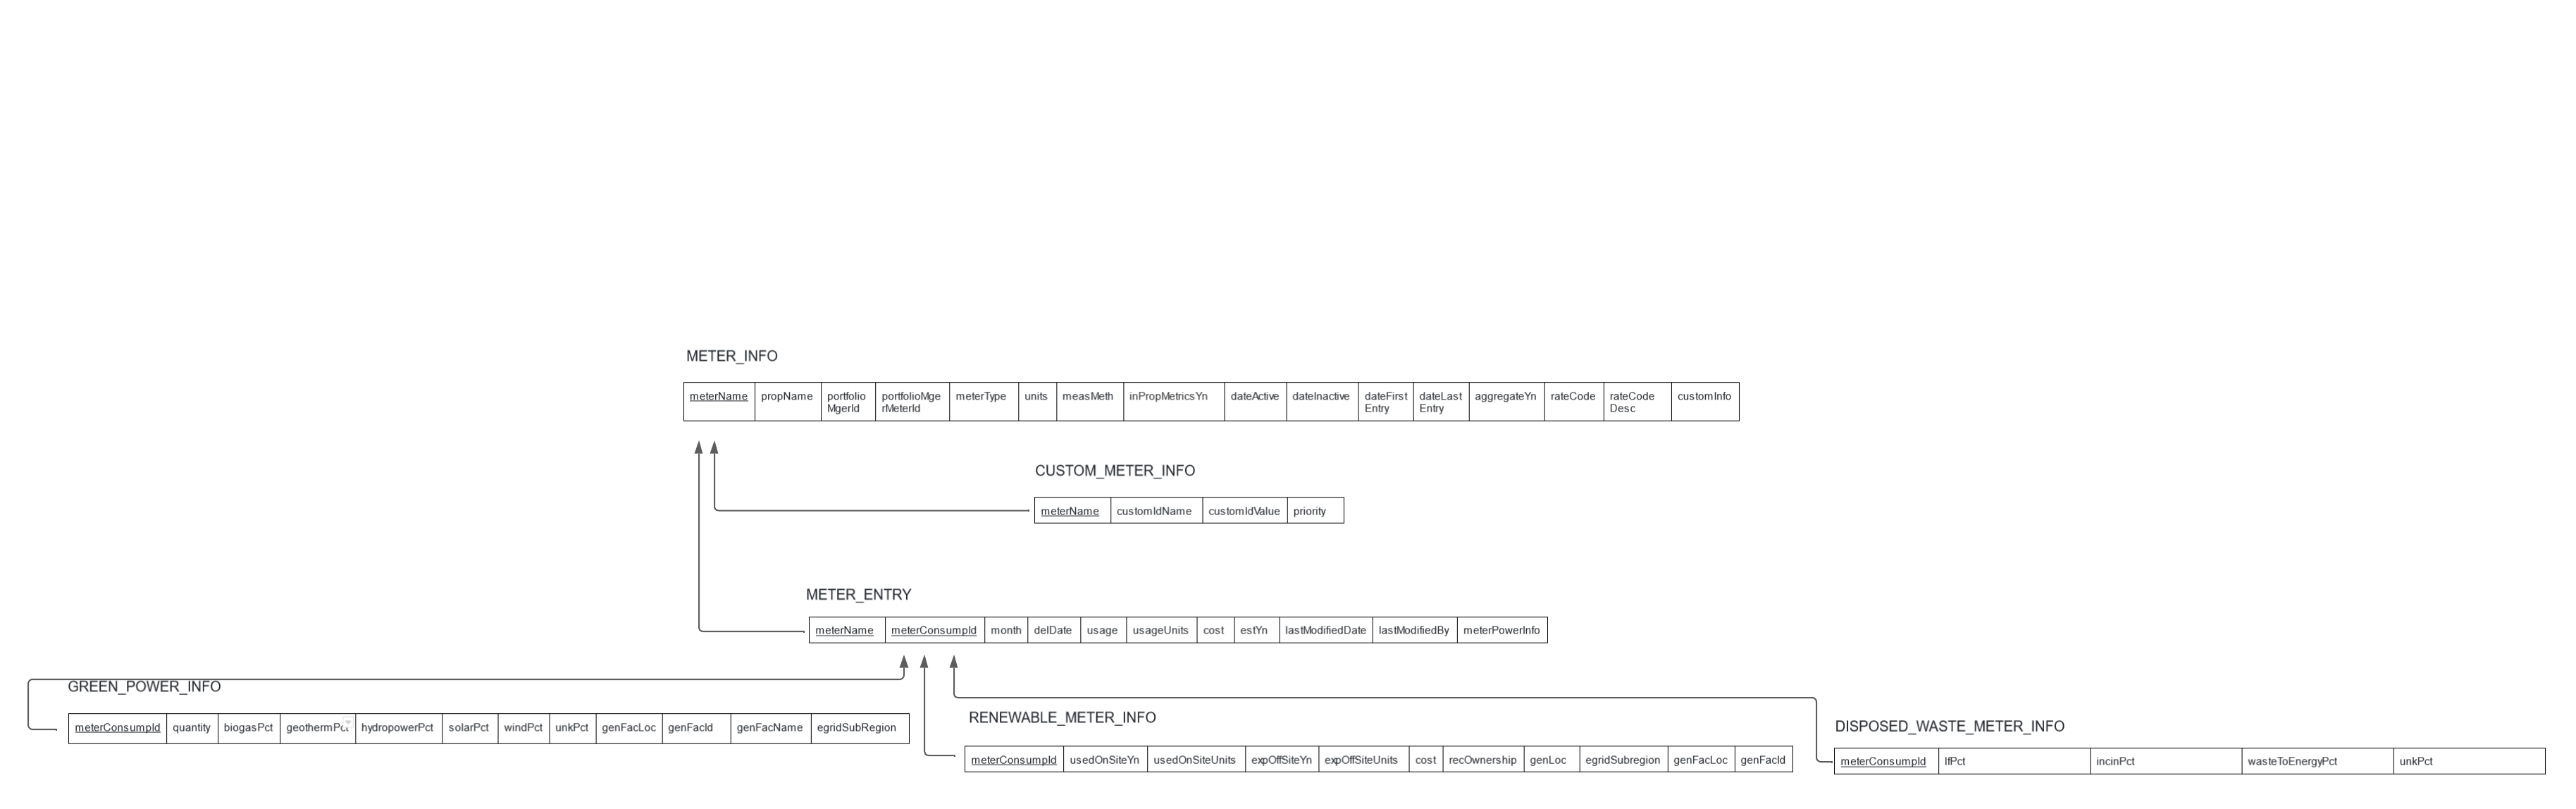 METER_INFO
meterName propName portfolio MgerId portfolioMge rMeterId meterType units measMeth inPropMetricsYn dateActive dateInactive dateFirst Entry dateLast Entry aggregateYn rateCode rateCode Desc customInfo
CUSTOM_METER_INFO
meterName customIdName customIdValue priority
METER_ENTRY
meterName meterConsumpId month delDate usage usageUnits cost estYn lastModifiedDate lastModifiedBy meterPowerInfo
GREEN_POWER_INFO
meterConsumpId quantity biogasPct geothermPct hydropowerPct solarPct windPct unkPct genFacLoc genFacId genFacName egridSubRegion
RENEWABLE_METER_INFO
meterConsumpId usedOnSiteYn usedOnSiteUnits expOffSiteYn expOffSiteUnits cost recOwnership genLoc egridSubregion genFacLoc genFacId
DISPOSED_WASTE_METER_INFO
meterConsumpId lfPct incinPct wasteToEnergyPct unkPct